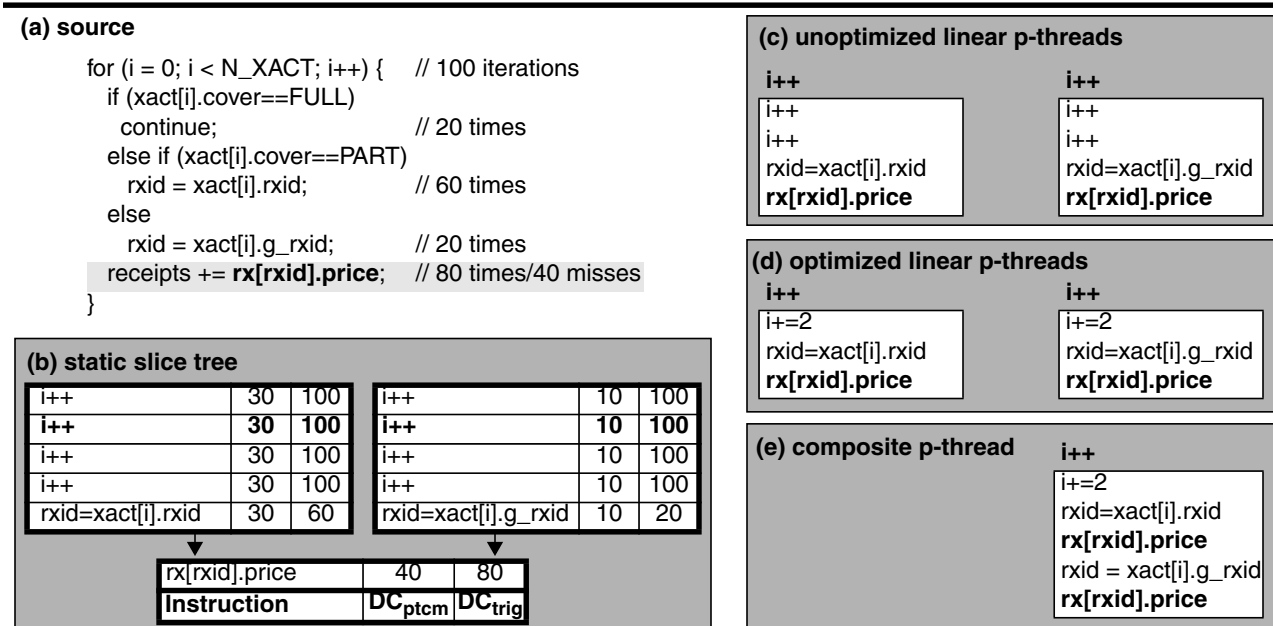 (a) source
for (i = 0; i < N_XACT; i++) { // 100 iterations
if (xact[i].cover==FULL)
continue; // 20 times
else if (xact[i].cover==PART)
rxid = xact[i].rxid; // 60 times
else
rxid = xact[i].g_rxid; // 20 times
receipts += rx[rxid].price; // 80 times/40 misses
}
(b) static slice tree
i++ 30 100
i++ 30 100
i++ 30 100
i++ 30 100
rxid=xact[i].rxid 30 60
i++ 10 100
i++ 10 100
i++ 10 100
i++ 10 100
rxid=xact[i].g_rxid 10 20
rx[rxid].price 40 80
Instruction DCptcm DCtrig
(c) unoptimized linear p-threads
i++
i++
i++
rxid=xact[i].rxid
rx[rxid].price
i++
i++
i++
rxid=xact[i].g_rxid
rx[rxid].price
(d) optimized linear p-threads
i++
i+=2
rxid=xact[i].rxid
rx[rxid].price
i++
i+=2
rxid=xact[i].g_rxid
rx[rxid].price
(e) composite p-thread
i++
i+=2
rxid=xact[i].rxid
rx[rxid].price
rxid = xact[i].g_rxid
rx[rxid].price